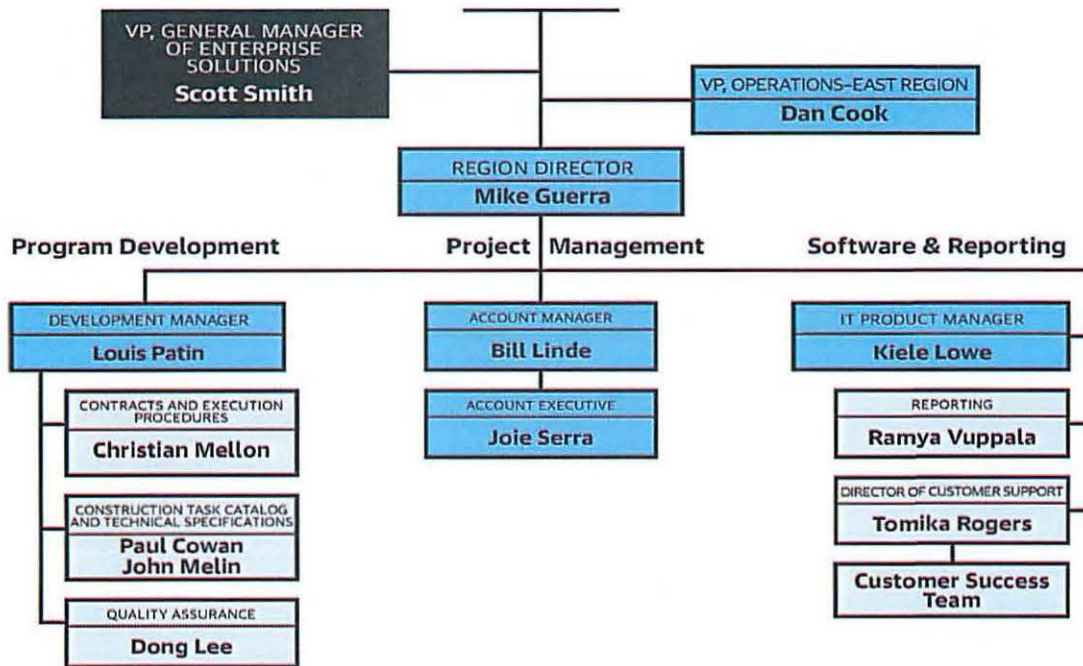 VP, GENERAL MANAGER
OF ENTERPRISE
SOLUTIONS
Scott Smith
VP, OPERATIONS–EAST REGION
Dan Cook
REGION DIRECTOR
Mike Guerra
Program Development
Project Management
Software & Reporting
DEVELOPMENT MANAGER
Louis Patin
CONTRACTS AND EXECUTION
PROCEDURES
Christian Mellon
CONSTRUCTION TASK CATALOG
AND TECHNICAL SPECIFICATIONS
Paul Cowan
John Melin
QUALITY ASSURANCE
Dong Lee
ACCOUNT MANAGER
Bill Linde
ACCOUNT EXECUTIVE
Joie Serra
IT PRODUCT MANAGER
Kiele Lowe
REPORTING
Ramya Vuppala
DIRECTOR OF CUSTOMER SUPPORT
Tomika Rogers
Customer Success
Team